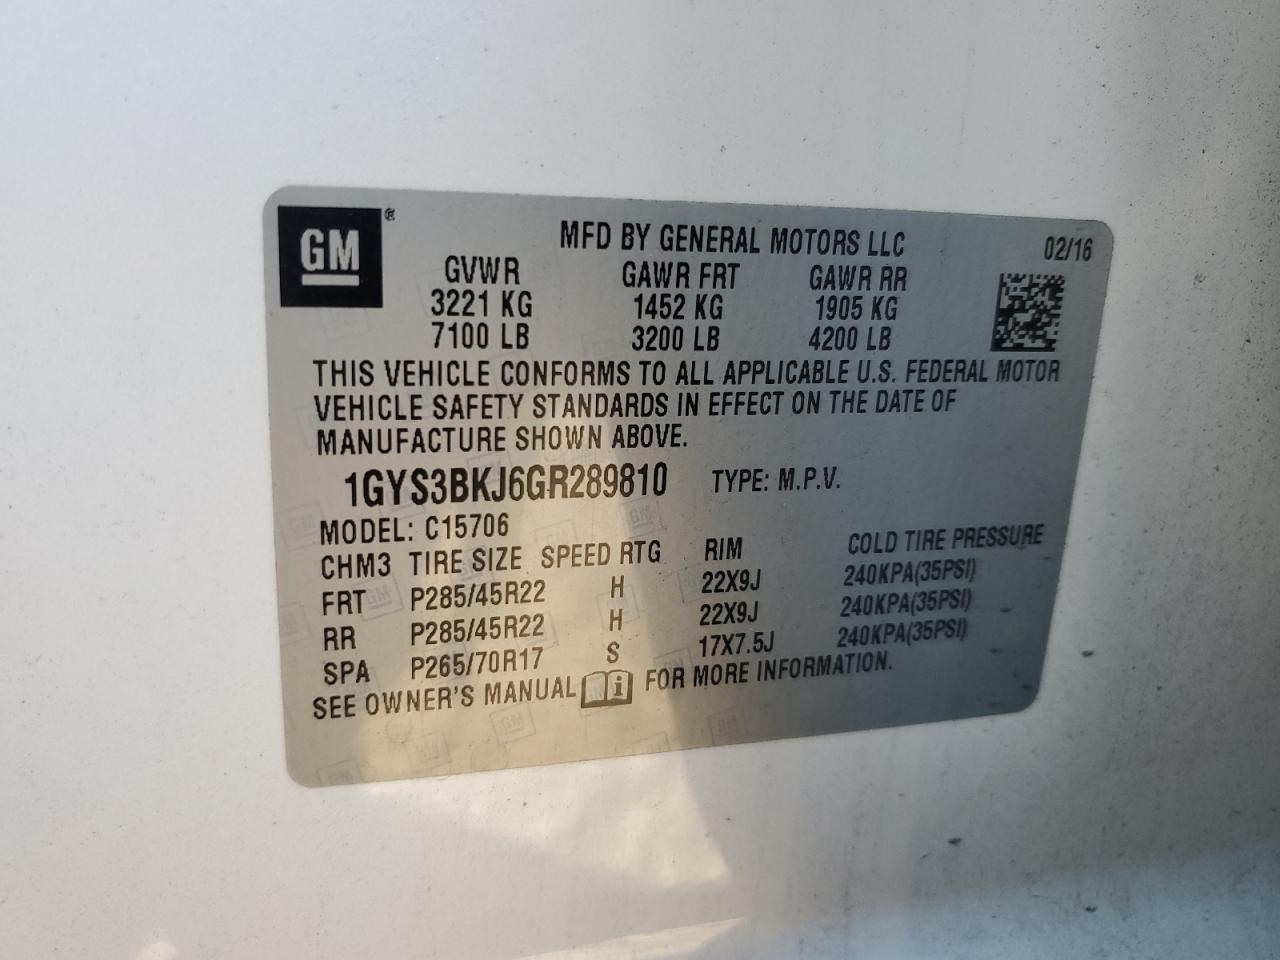 GM®
MFD BY GENERAL MOTORS LLC 02/16
GVWR GAWR FRT GAWR RR
3221 KG 1452 KG 1905 KG
7100 LB 3200 LB 4200 LB
THIS VEHICLE CONFORMS TO ALL APPLICABLE U.S. FEDERAL MOTOR
VEHICLE SAFETY STANDARDS IN EFFECT ON THE DATE OF
MANUFACTURE SHOWN ABOVE.
1GYS3BKJ6GR289810 TYPE: M.P.V.
MODEL: C15706
CHM3 TIRE SIZE SPEED RTG RIM COLD TIRE PRESSURE
FRT P285/45R22 H 22X9J 240KPA(35PSI)
RR P285/45R22 H 22X9J 240KPA(35PSI)
SPA P265/70R17 S 17X7.5J 240KPA(35PSI)
SEE OWNER'S MANUAL FOR MORE INFORMATION.